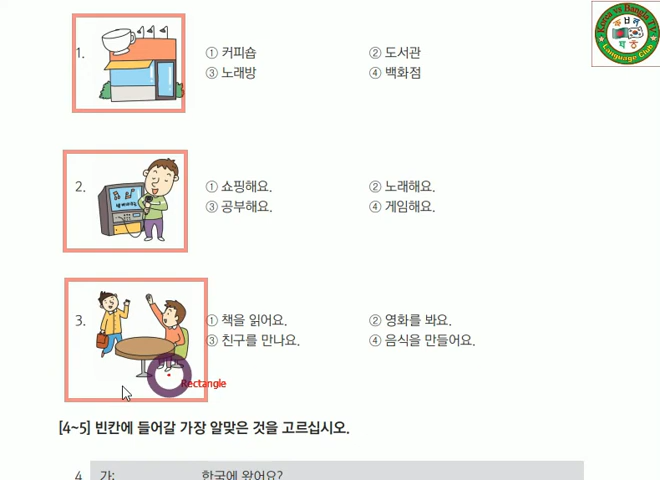 Korea vs Bangla TV
Language Club
1.
① 커피숍 ② 도서관
③ 노래방 ④ 백화점
2.
① 쇼핑해요. ② 노래해요.
③ 공부해요. ④ 게임해요.
3.
① 책을 읽어요. ② 영화를 봐요.
③ 친구를 만나요. ④ 음식을 만들어요.
Rectangle
[4~5] 빈칸에 들어갈 가장 알맞은 것을 고르십시오.
4 가: 한국에 왔어요?